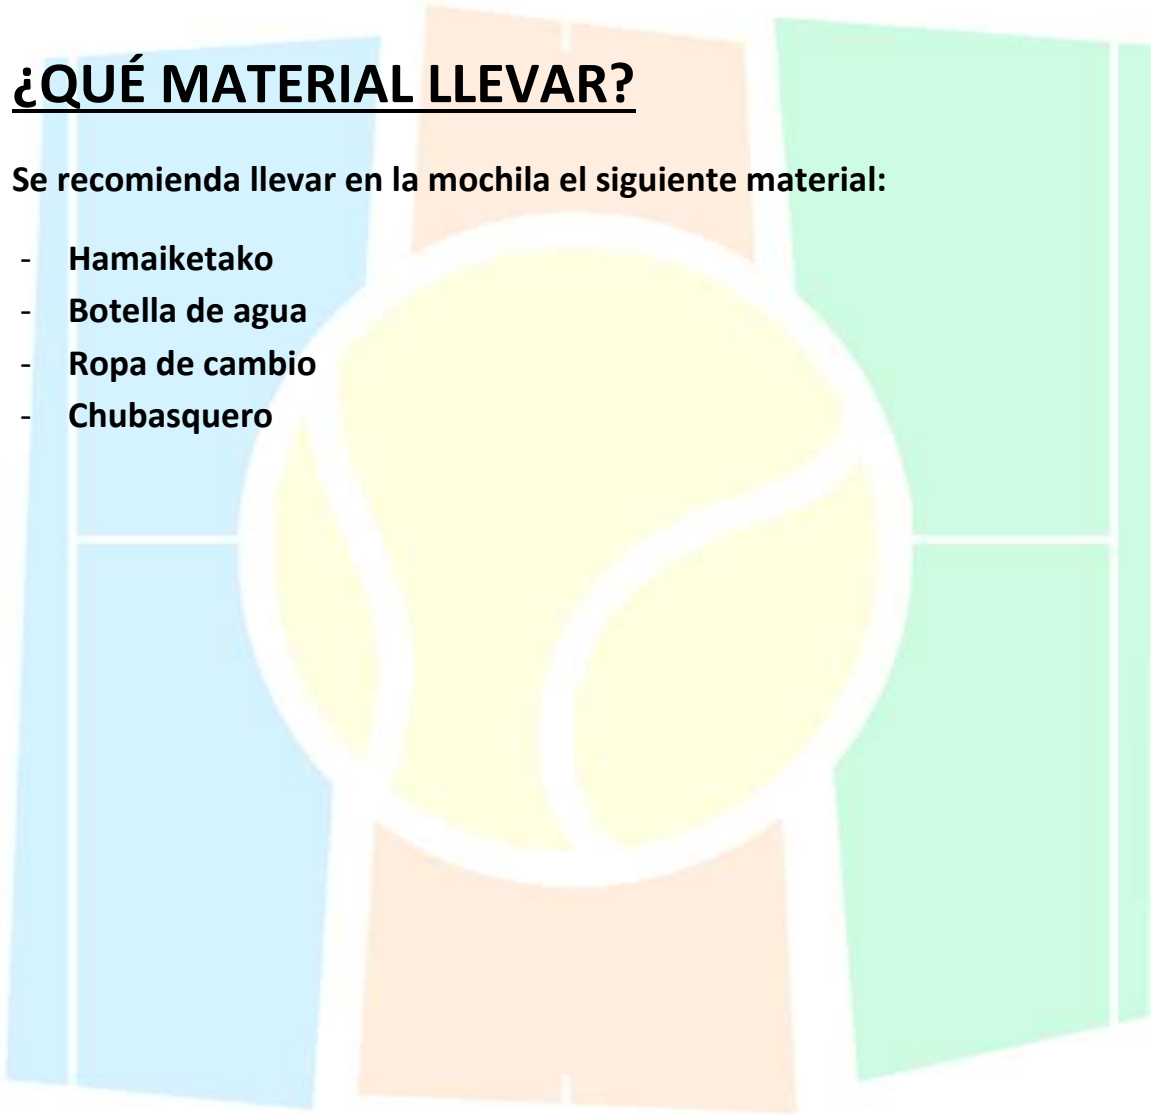 ¿QUÉ MATERIAL LLEVAR?
Se recomienda llevar en la mochila el siguiente material:
- Hamaiketako
- Botella de agua
- Ropa de cambio
- Chubasquero